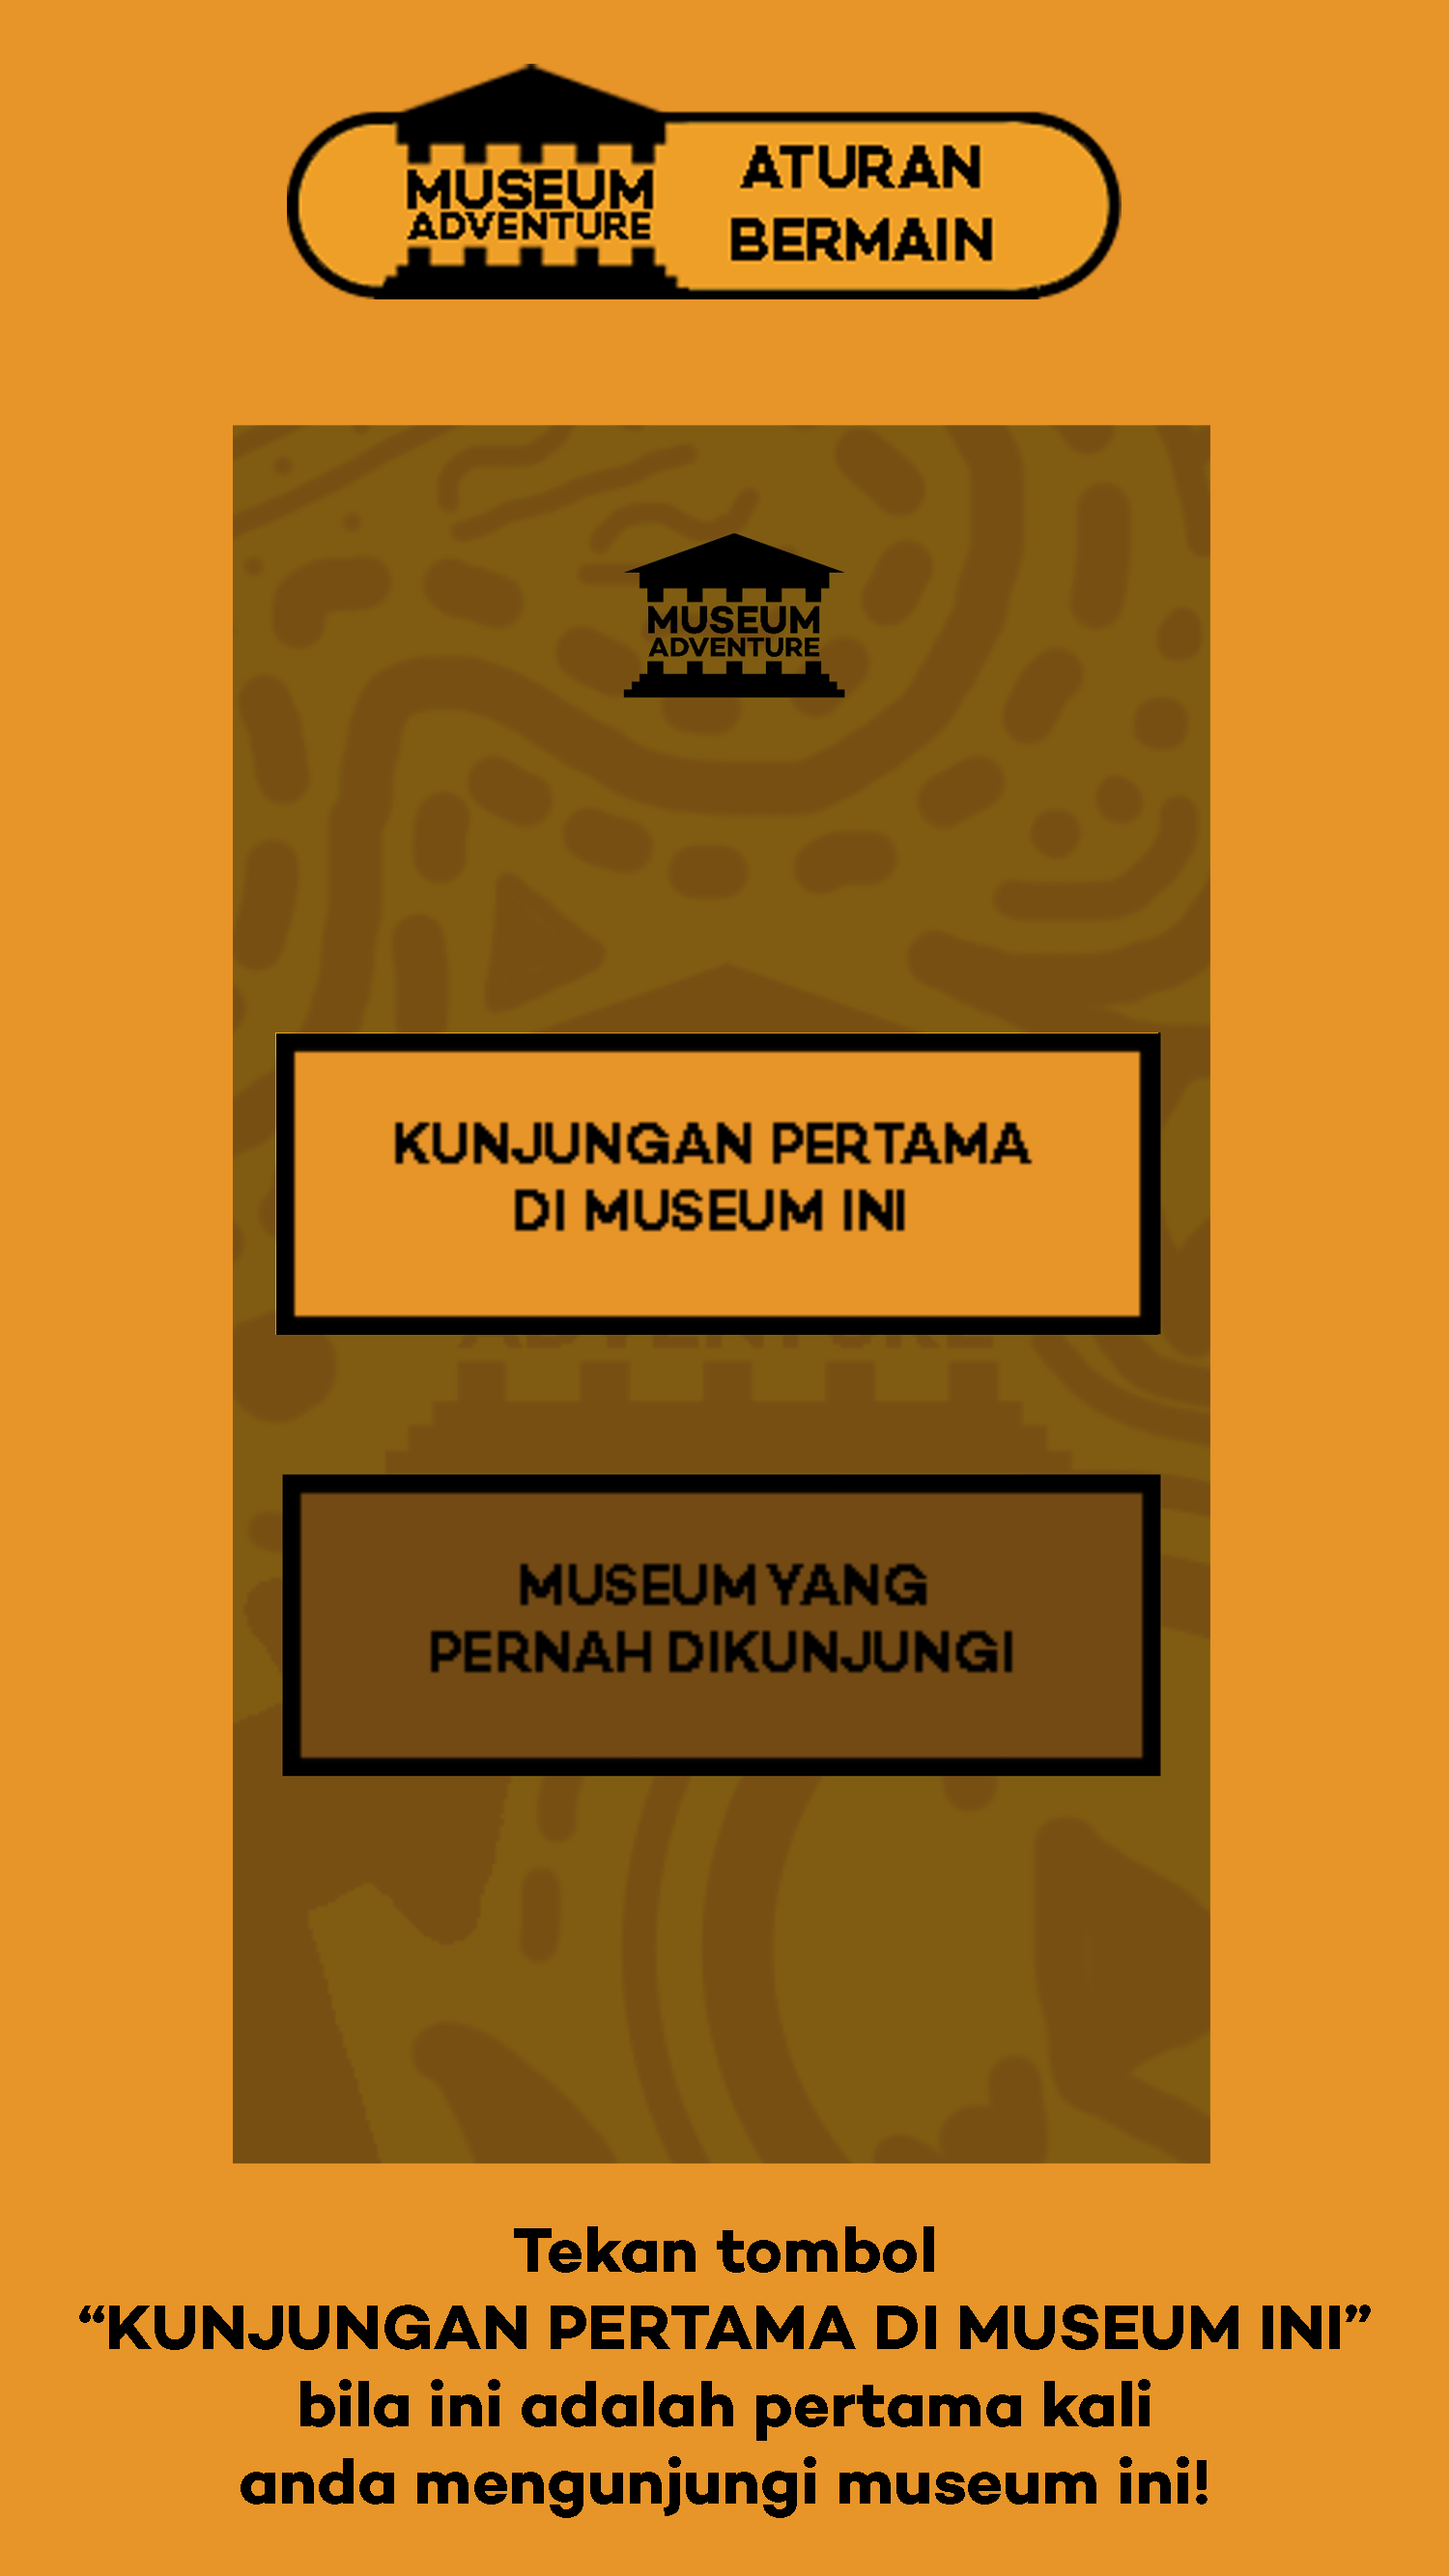 MUSEUM
ADVENTURE
ATURAN
BERMAIN
MUSEUM
ADVENTURE
KUNJUNGAN PERTAMA
DI MUSEUM INI
ADVENTURE
MUSEUM YANG
PERNAH DIKUNJUNGI
Tekan tombol
“KUNJUNGAN PERTAMA DI MUSEUM INI”
bila ini adalah pertama kali
anda mengunjungi museum ini!